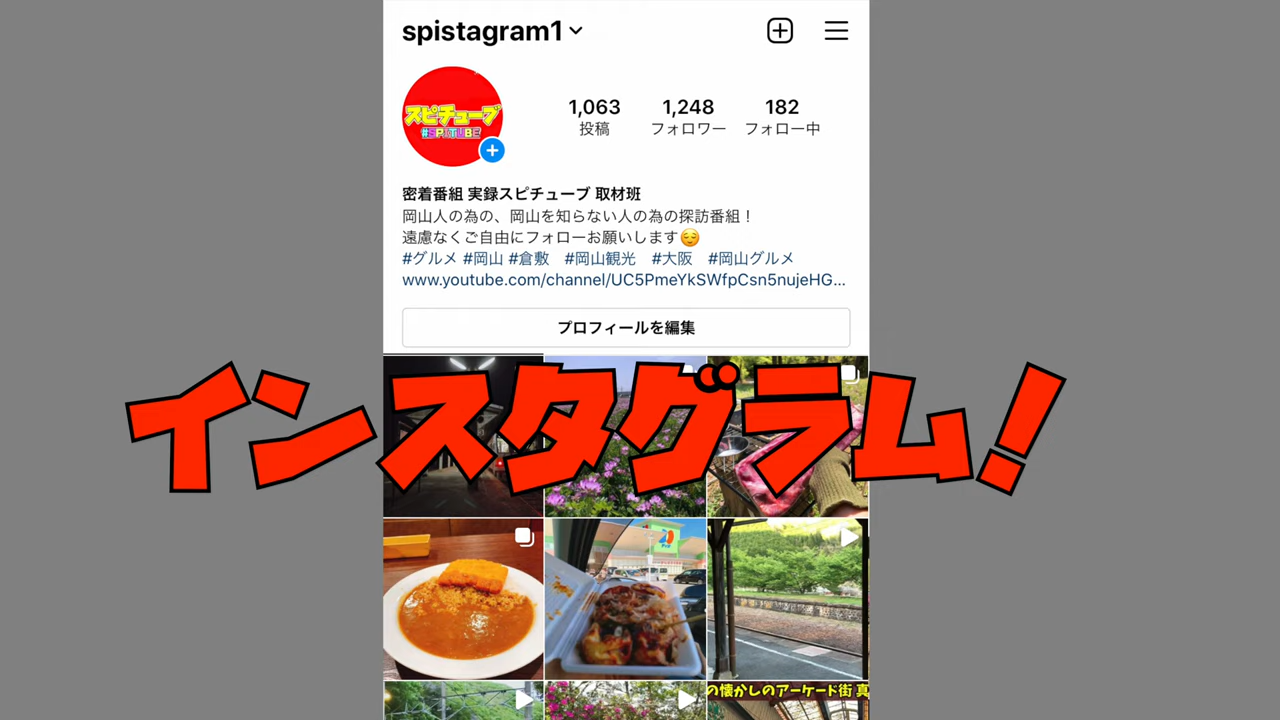 spistagram1
スピチューブ
#SPITUBE
1,063
1,248
182
投稿
フォロワー
フォロー中
密着番組 実録スピチューブ 取材班
岡山人の為の、岡山を知らない人の為の探訪番組！
遠慮なくご自由にフォローお願いします😌
#グルメ #岡山 #倉敷　#岡山観光　#大阪　#岡山グルメ
www.youtube.com/channel/UC5PmeYkSWfpCsn5nujeHG...
プロフィールを編集
インスタグラム！
の懐かしのアーケード街 真